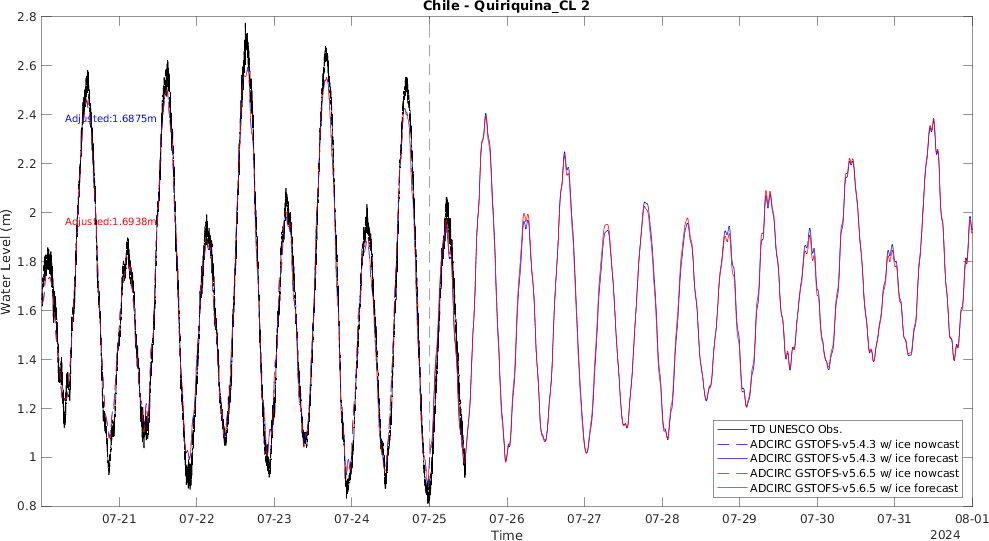 Chile - Quiriquina_CL 2
2.8
2.6
2.4
2.2
2
1.8
1.6
1.4
1.2
1
0.8
Water Level (m)
Adjusted:1.6875m
Adjusted:1.6938m
TD UNESCO Obs.
ADCIRC GSTOFS-v5.4.3 w/ ice nowcast
ADCIRC GSTOFS-v5.4.3 w/ ice forecast
ADCIRC GSTOFS-v5.6.5 w/ ice nowcast
ADCIRC GSTOFS-v5.6.5 w/ ice forecast
07-21 07-22 07-23 07-24 07-25 07-26 07-27 07-28 07-29 07-30 07-31 08-01
Time
2024